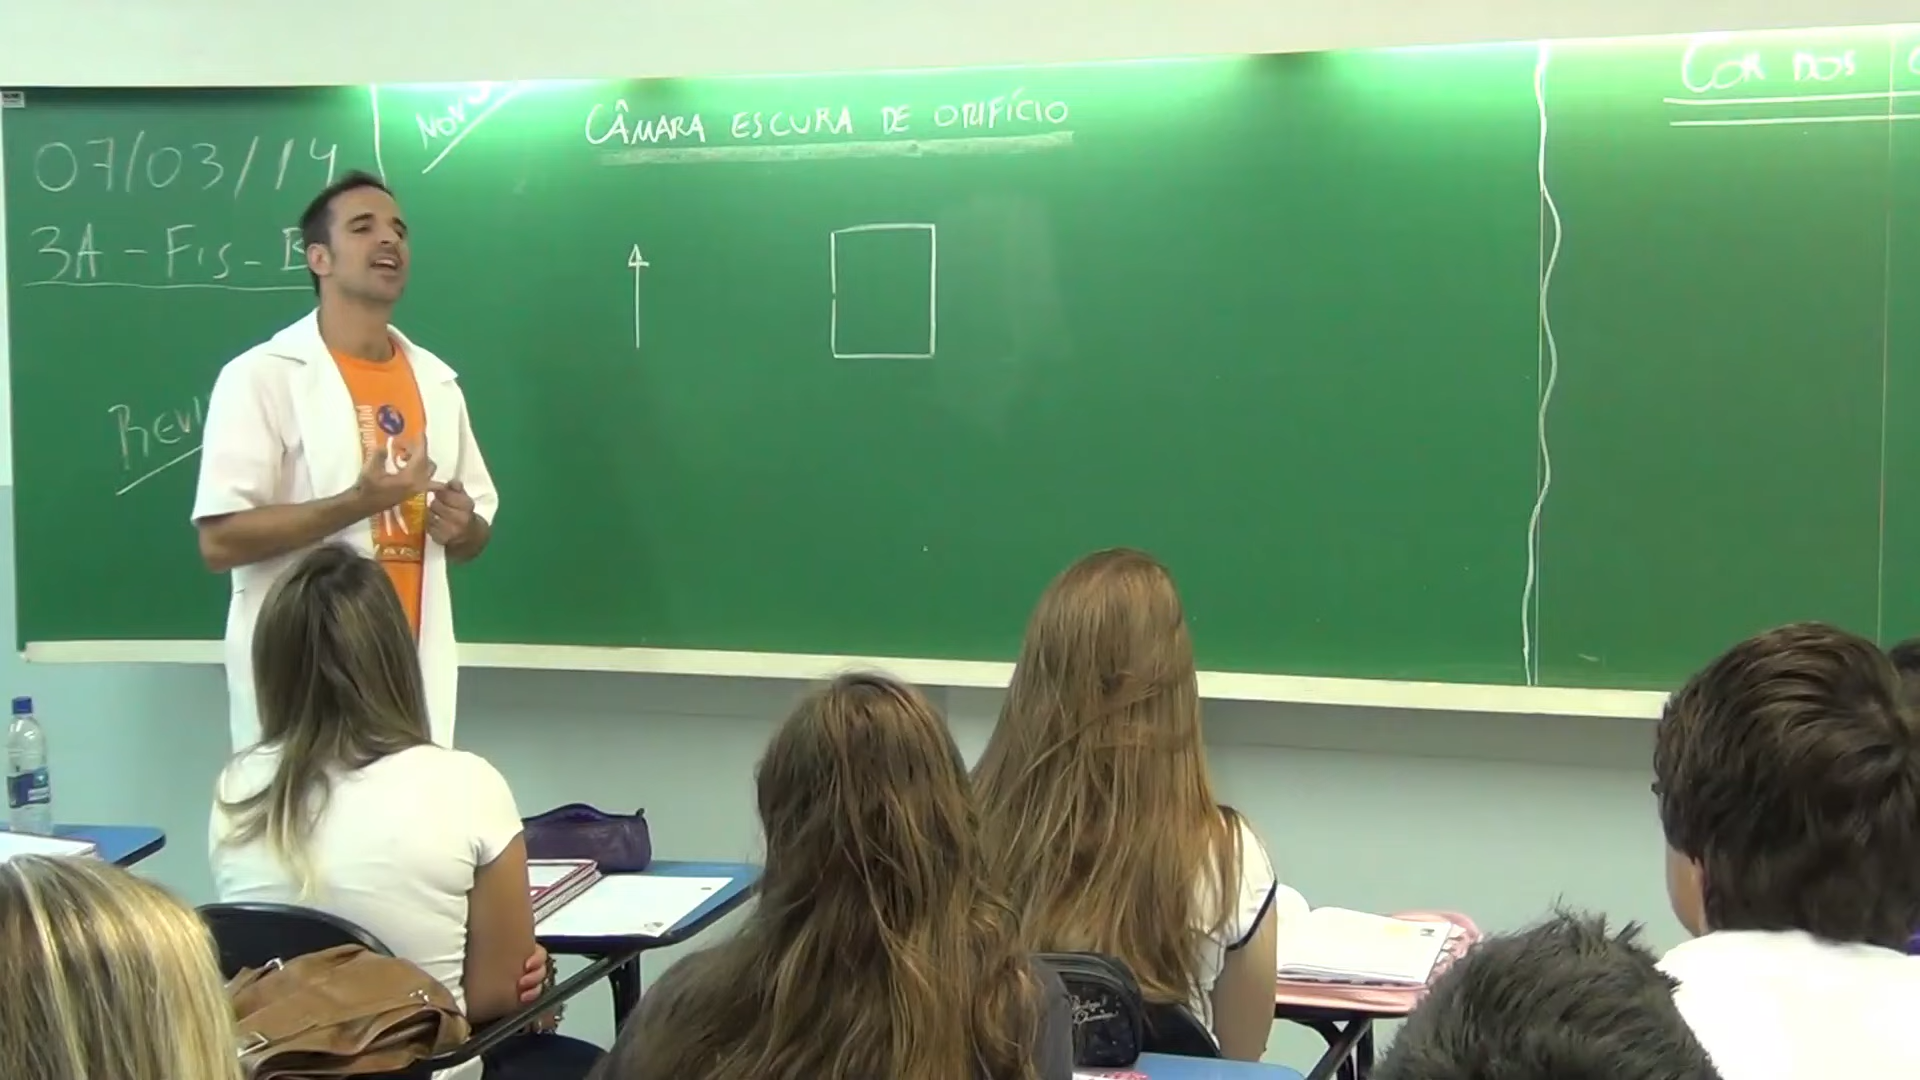 07/03/14
3A - Fis - B
CÂMARA ESCURA DE ORIFÍCIO
COR DOS